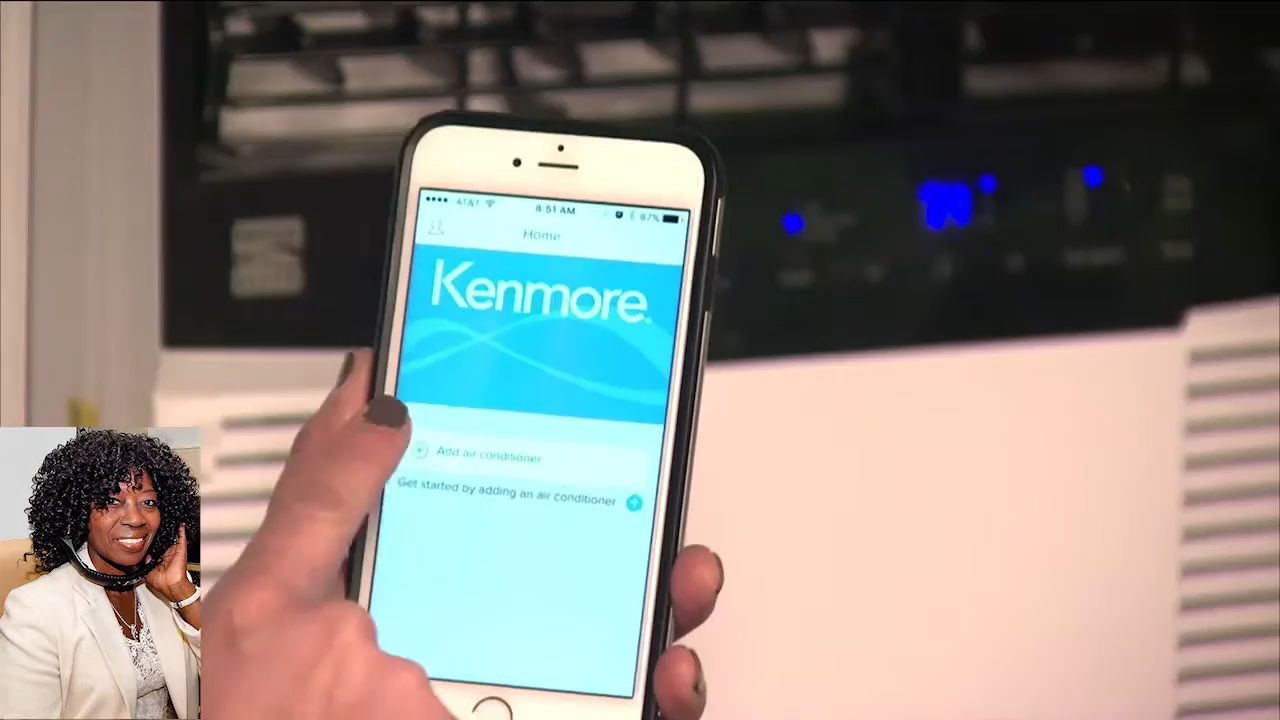 AT&T
8:51 AM
67%
Home
Kenmore.
Add air conditioner
Get started by adding an air conditioner